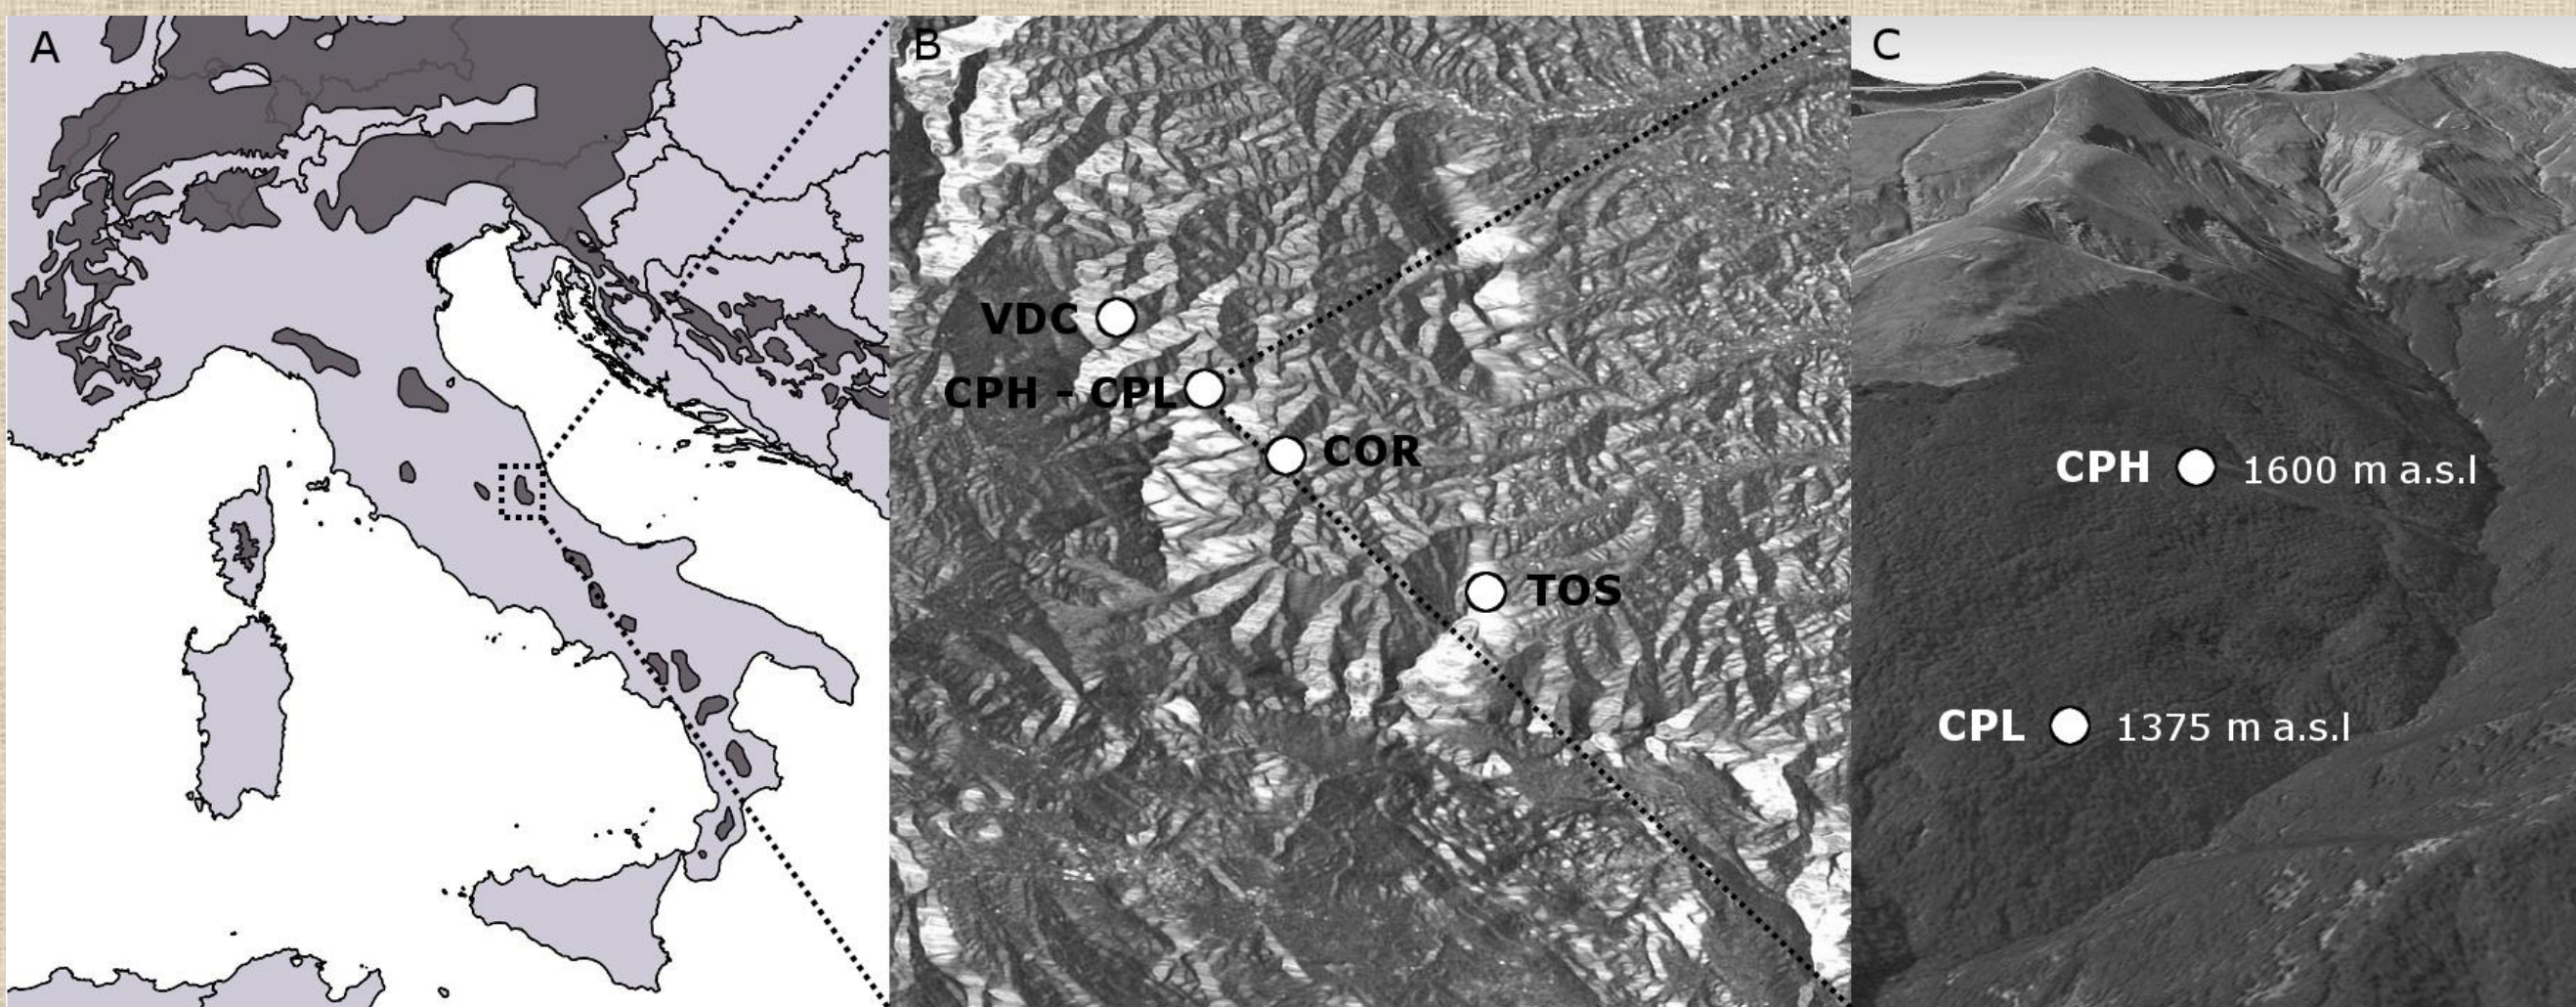 A
B
C
VDC
CPH – CPL
COR
TOS
CPH 1600 m a.s.l
CPL 1375 m a.s.l